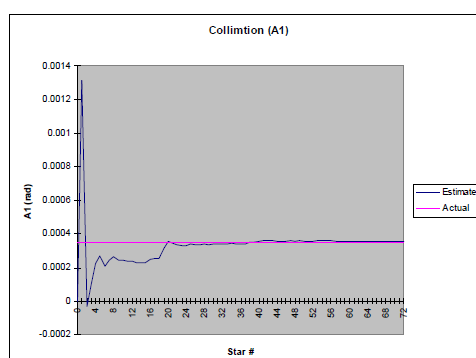 Collimtion (A1)
0.0014
0.0012
0.001
0.0008
0.0006
0.0004
0.0002
0
-0.0002
A1 (rad)
0 4 8 12 16 20 24 28 32 36 40 44 48 52 56 60 64 68 72
Star #
Estimate
Actual